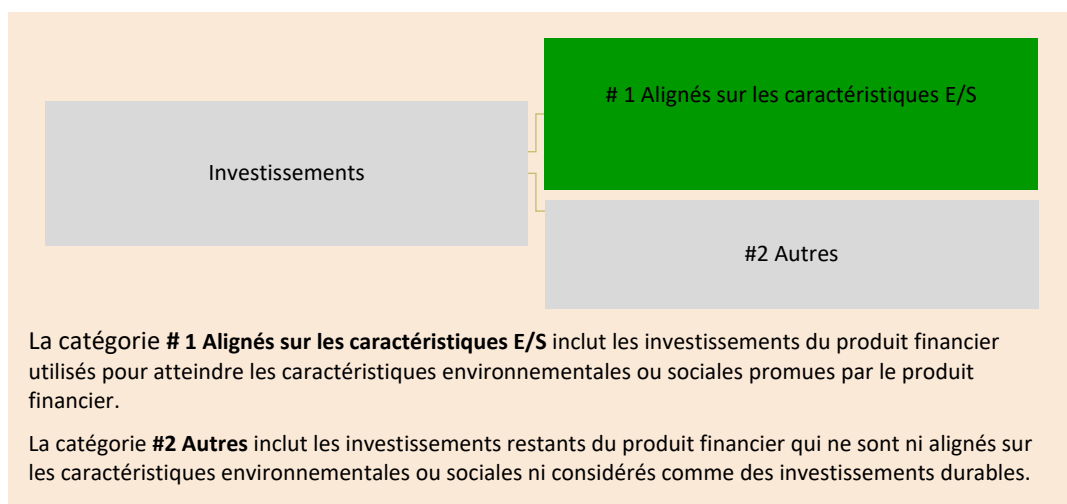 # 1 Alignés sur les caractéristiques E/S
Investissements
#2 Autres
La catégorie # 1 Alignés sur les caractéristiques E/S inclut les investissements du produit financier
utilisés pour atteindre les caractéristiques environnementales ou sociales promues par le produit
financier.
La catégorie #2 Autres inclut les investissements restants du produit financier qui ne sont ni alignés sur
les caractéristiques environnementales ou sociales ni considérés comme des investissements durables.